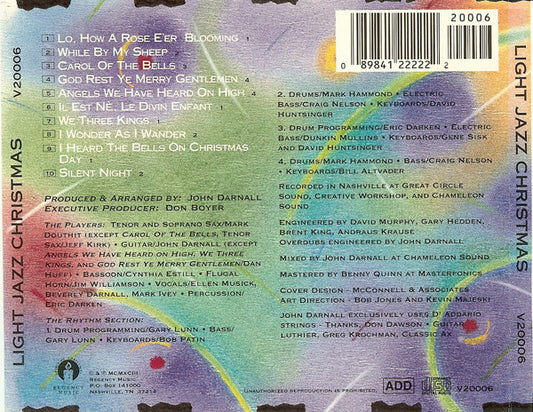 LIGHT JAZZ CHRISTMAS V20006
1 Lo, How A Rose E'er Blooming 1
2 While By My Sheep 2
3 Carol Of The Bells 3
4 God Rest Ye Merry Gentlemen 4
5 Angels We Have Heard On High 4
6 Il Est Nè, Le Divin Enfant 1
7 We Three Kings 1
8 I Wonder As I Wander 2
9 I Heard The Bells On Christmas
Day 1
10 Silent Night 2
Produced & Arranged by: John Darnall
Executive Producer: Don Boyer
The Players: Tenor and Soprano Sax/Mark
Douthit (except Carol Of The Bells, Tenor
Sax/Jeff Kirk) • Guitar/John Darnall (except
Angels We Have Heard on High, We Three
Kings, and God Rest Ye Merry Gentlemen/Dan
Huff) • Bassoon/Cynthia Estill • Flugal
Horn/Jim Williamson • Vocals/Ellen Musick,
Beverly Darnall, Mark Ivey • Percussion/
Eric Darken
The Rhythm Section:
1. Drum Programming/Gary Lunn • Bass/
Gary Lunn • Keyboards/Bob Patin
REGENCY MUSIC
© & ℗ MCMXCIII
Regency Music
P.O. Box 141000
Nashville, TN 37214
20006
0 89841 22222 2
2. Drums/Mark Hammond • Electric
Bass/Craig Nelson • Keyboards/David
Huntsinger
3. Drum Programming/Eric Darken • Electric
Bass/Dunkin Mullins • Keyboards/Gene Sisk
and David Huntsinger
4. Drums/Mark Hammond • Bass/Craig Nelson •
Keyboards/Bill Altvader
Recorded in Nashville at Great Circle
Sound, Creative Workshop, and Chameleon
Sound
Engineered by David Murphy, Gary Hedden,
Brent King, Andraus Krause
Overdubs engineered by John Darnall
Mixed by John Darnall at Chameleon Sound
Mastered by Benny Quinn at Masterfonics
Cover Design - McConnell & Associates
Art Direction - Bob Jones and Kevin Majeski
John Darnall exclusively uses D' Addario
strings - Thanks, Don Dawson • Guitar
luthier, Greg Krochman, Classic Ax
Unauthorized reproduction is prohibited.
ADD
COMPACT
disc
DIGITAL AUDIO
V20006
LIGHT JAZZ CHRISTMAS V20006